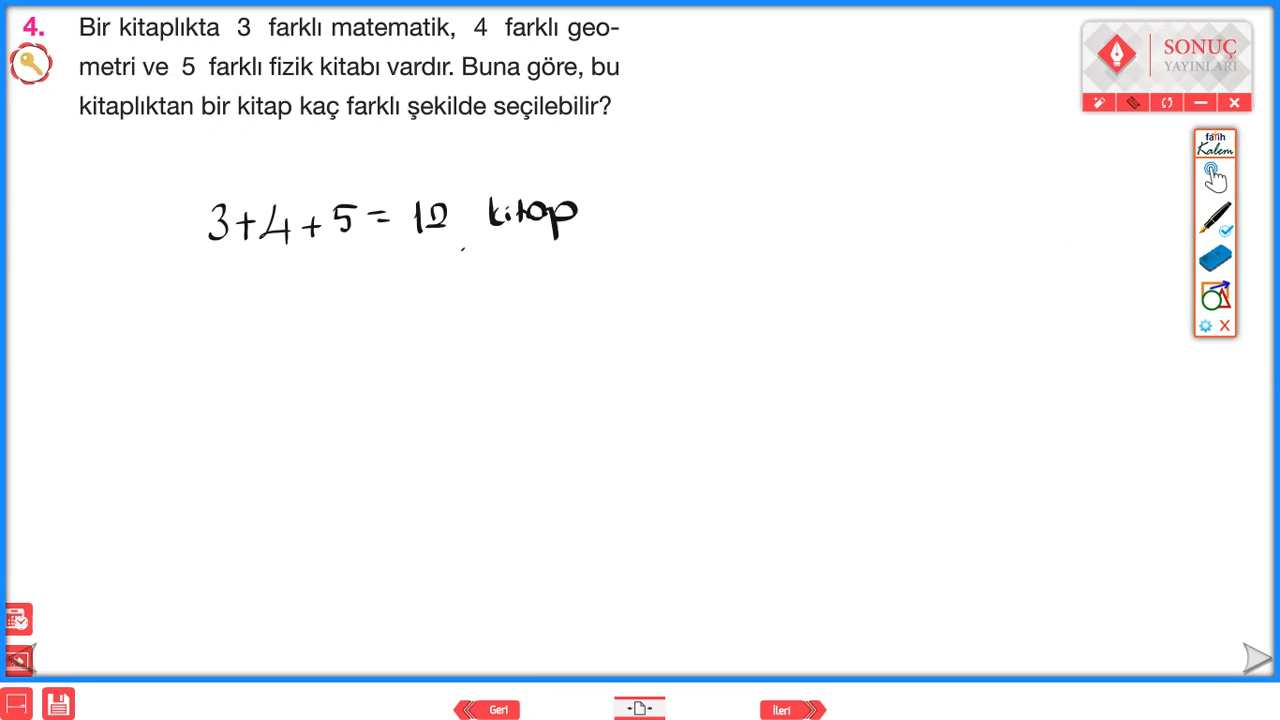 4. Bir kitaplıkta 3 farklı matematik, 4 farklı geo-
metri ve 5 farklı fizik kitabı vardır. Buna göre, bu
kitaplıktan bir kitap kaç farklı şekilde seçilebilir?
3+4+5=12 kitap
SONUÇ
YAYINLARI
fatih
Kalem
Geri
İleri